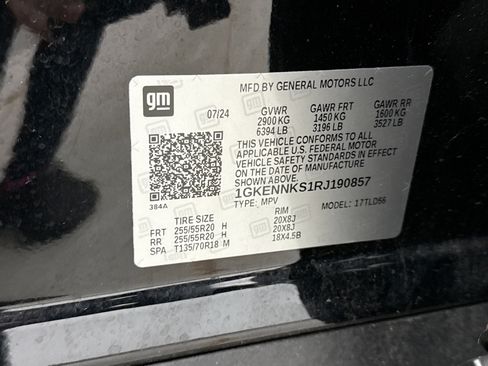 gm
MFD BY GENERAL MOTORS LLC
07/24 GVWR GAWR FRT GAWR RR
2900 KG 1450 KG 1600 KG
6394 LB 3196 LB 3527 LB
THIS VEHICLE CONFORMS TO ALL
APPLICABLE U.S. FEDERAL MOTOR
VEHICLE SAFETY STANDARDS IN
EFFECT ON THE DATE OF
MANUFACTURE SHOWN ABOVE.
1GKENNKS1RJ190857
384A TYPE: MPV MODEL: 17TLD56
TIRE SIZE RIM
FRT 255/55R20 H 20X8J
RR 255/55R20 H 20X8J
SPA T135/70R18 M 18X4.5B